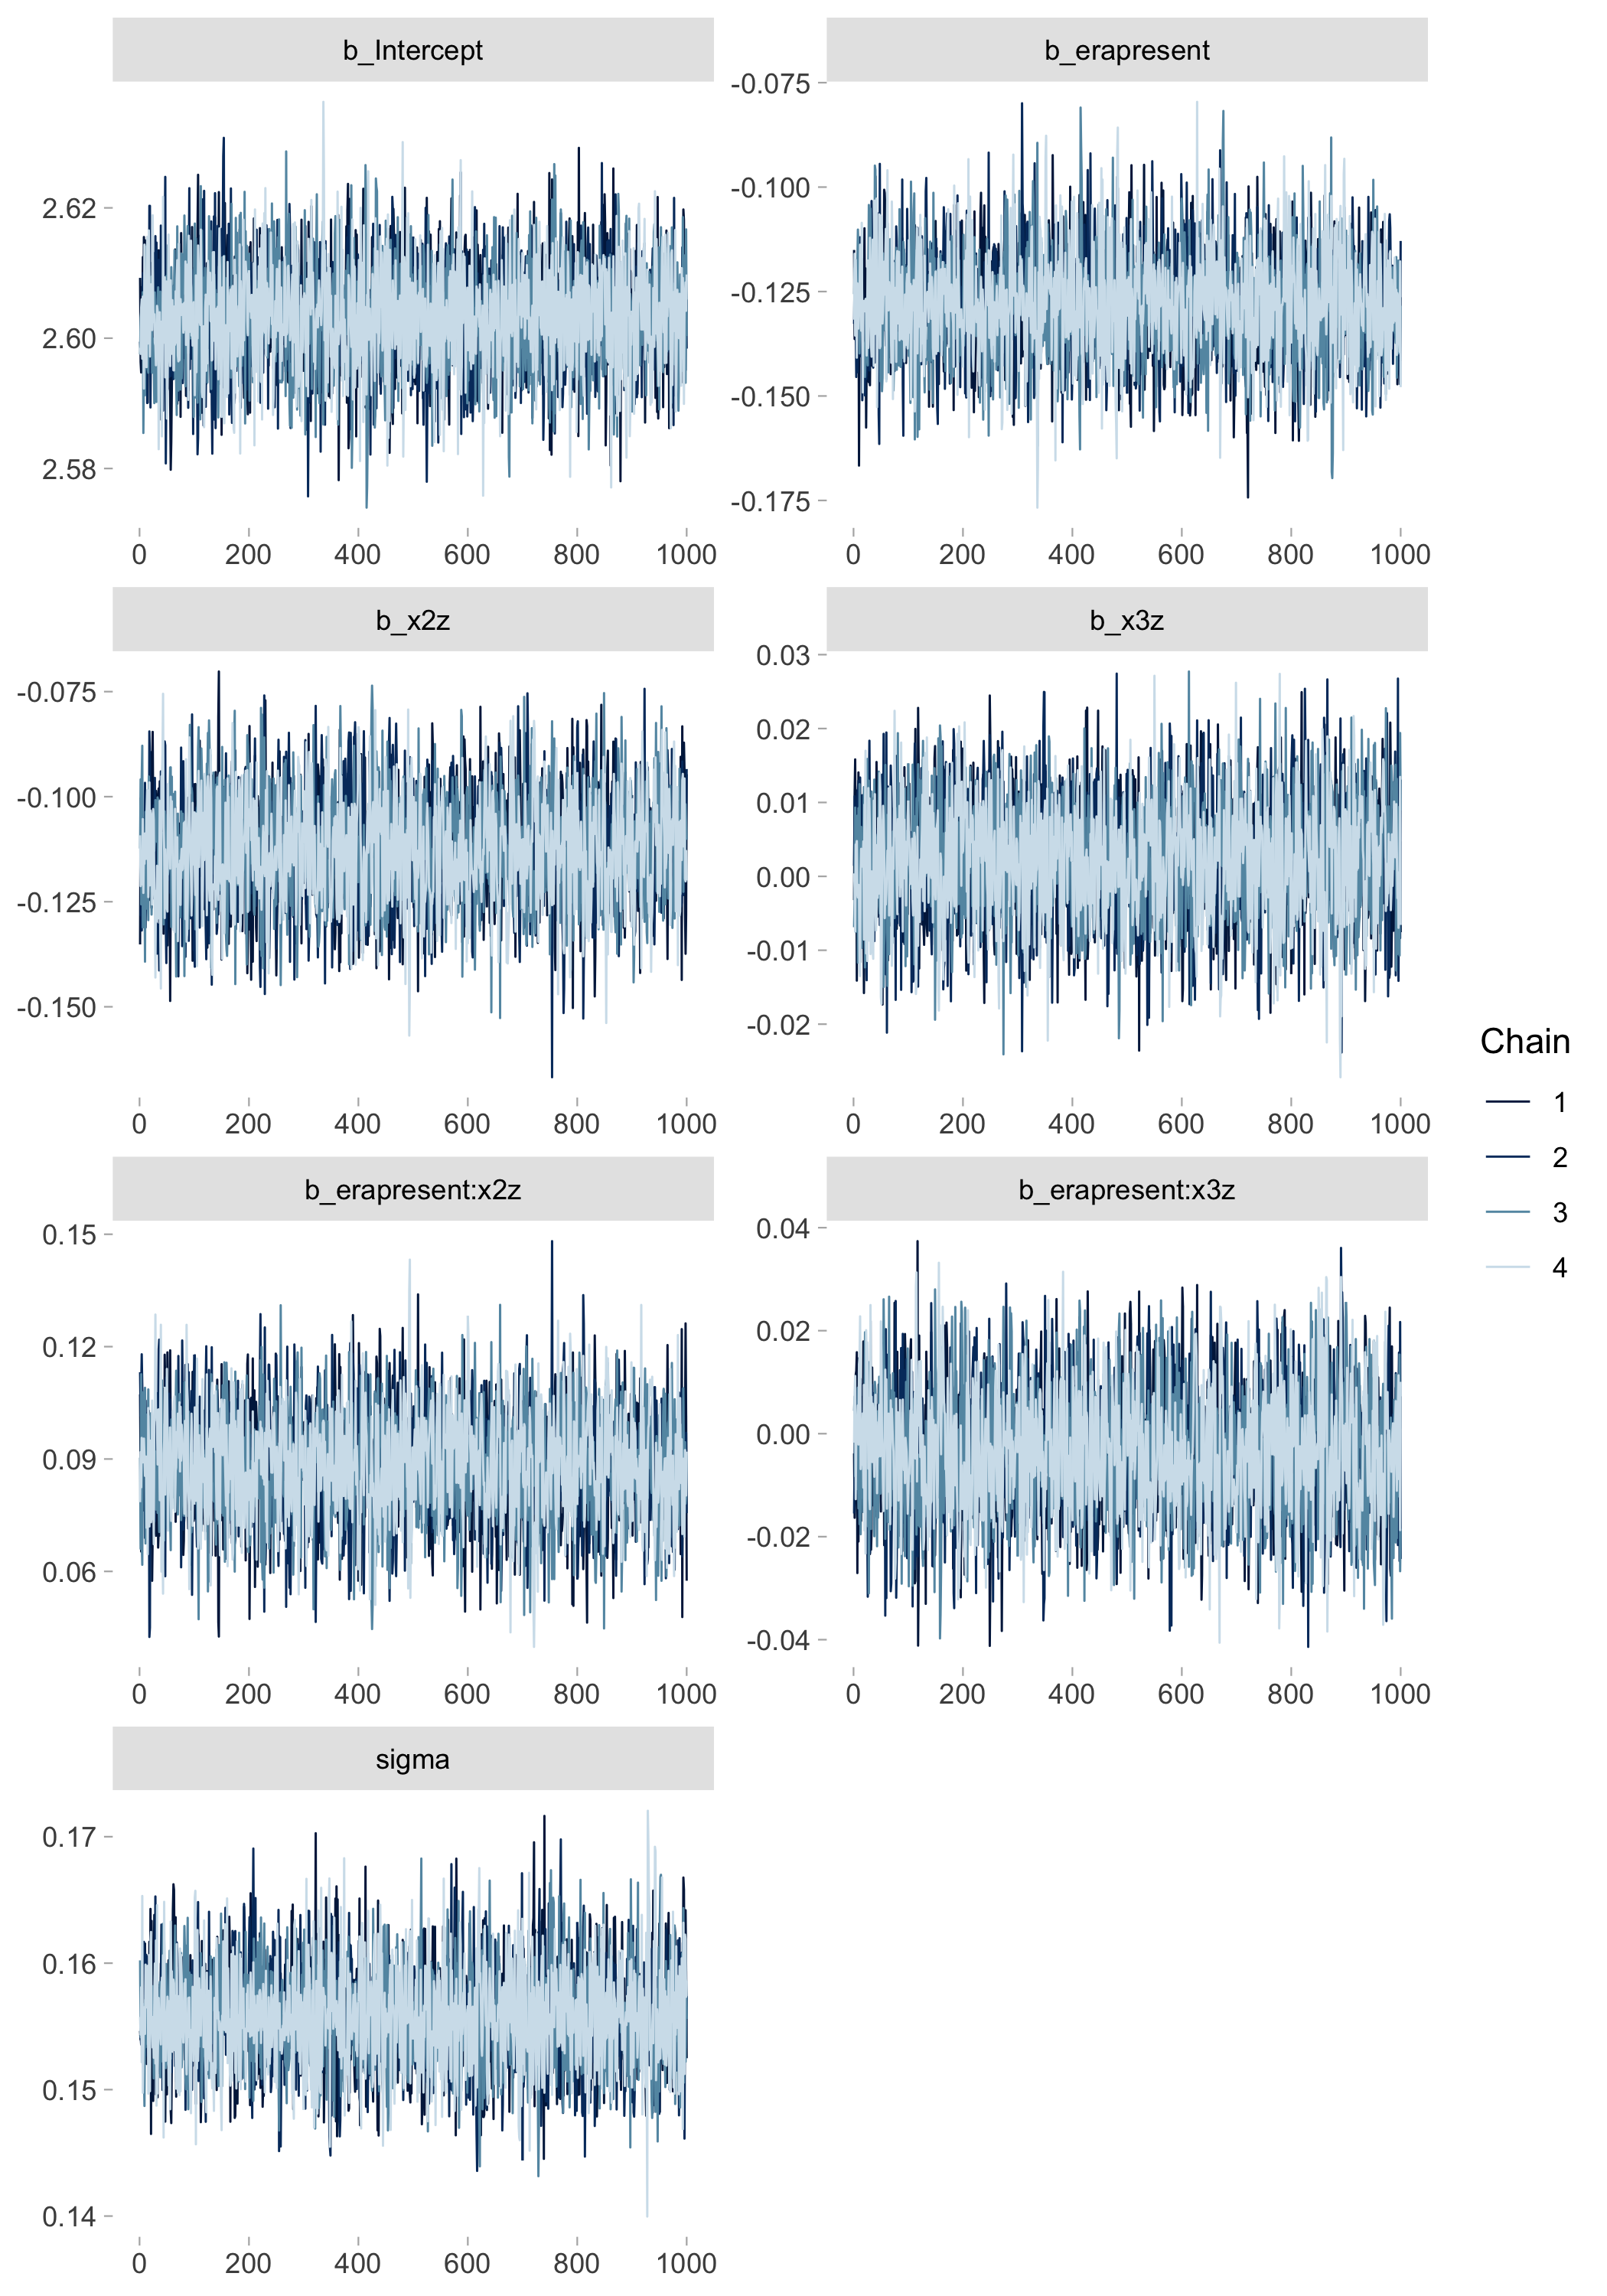 b_Intercept
2.62
2.60
2.58
0 200 400 600 800 1000
b_erapresent
-0.075
-0.100
-0.125
-0.150
-0.175
0 200 400 600 800 1000
b_x2z
-0.075
-0.100
-0.125
-0.150
0 200 400 600 800 1000
b_x3z
0.03
0.02
0.01
0.00
-0.01
-0.02
0 200 400 600 800 1000
b_erapresent:x2z
0.15
0.12
0.09
0.06
0 200 400 600 800 1000
b_erapresent:x3z
0.04
0.02
0.00
-0.02
-0.04
0 200 400 600 800 1000
sigma
0.17
0.16
0.15
0.14
0 200 400 600 800 1000
Chain
1
2
3
4